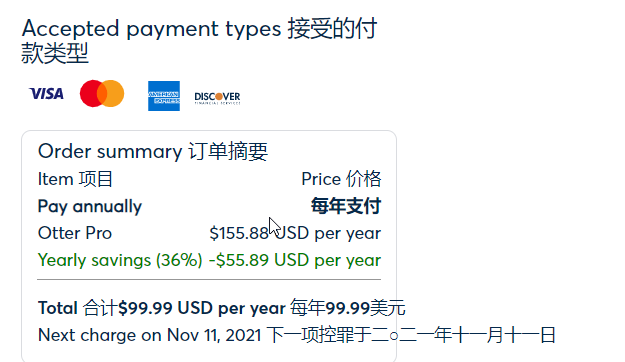 Accepted payment types 接受的付
款类型
VISA AMERICAN EXPRESS DISCOVER FINANCIAL SERVICES
Order summary 订单摘要
Item 项目 Price 价格
Pay annually 每年支付
Otter Pro $155.88 USD per year
Yearly savings (36%) -$55.89 USD per year
Total 合计$99.99 USD per year 每年99.99美元
Next charge on Nov 11, 2021 下一项控罪于二○二一年十一月十一日